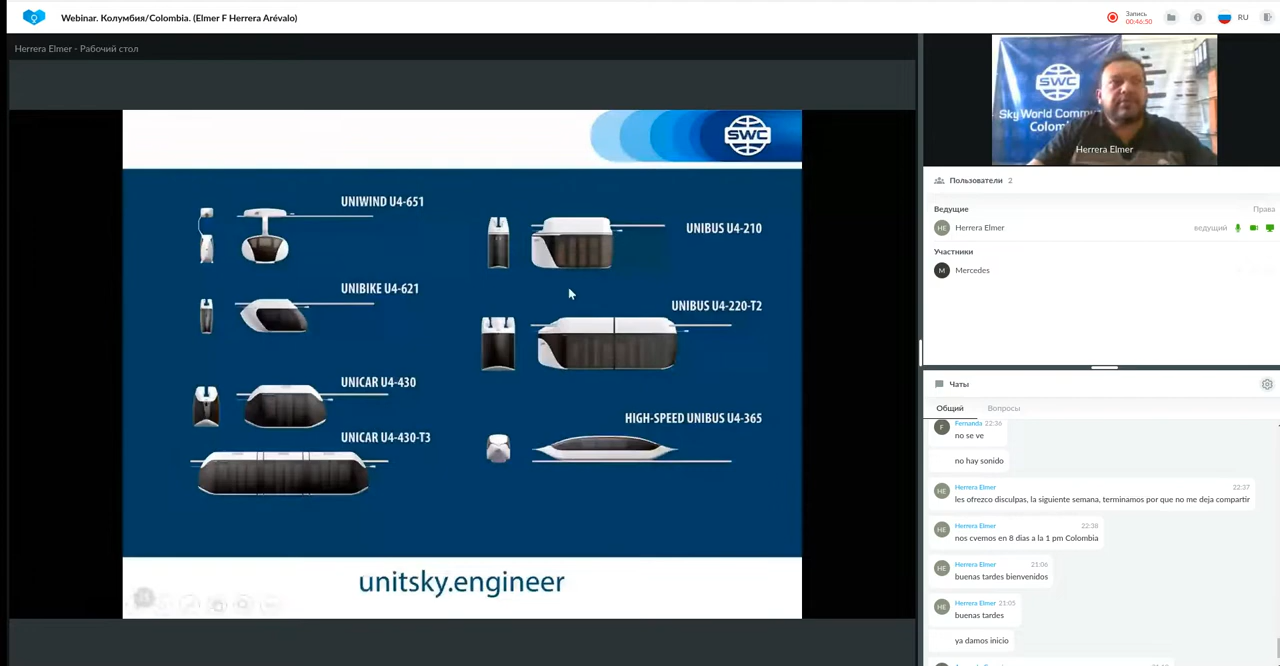 Webinar. Колумбия/Colombia. (Elmer F Herrera Arévalo)
Запись
00:46:50
RU
Herrera Elmer - Рабочий стол
SWC
UNIWIND U4-651
UNIBIKE U4-621
UNICAR U4-430
UNICAR U4-430-T3
UNIBUS U4-210
UNIBUS U4-220-T2
HIGH-SPEED UNIBUS U4-365
unitsky.engineer
SWC
Sky World
Herrera Elmer
Пользователи 2
Ведущие Права
HE Herrera Elmer ведущий
Участники
M Mercedes
Чаты
Общий Вопросы
F Fernanda 22:36
no se ve
no hay sonido
HE Herrera Elmer 22:37
les ofrezco disculpas, la siguiente semana, terminamos por que no me deja compartir
HE Herrera Elmer 22:38
nos cvemos en 8 dias a la 1 pm Colombia
HE Herrera Elmer 21:06
buenas tardes bienvenidos
HE Herrera Elmer 21:05
buenas tardes
ya damos inicio